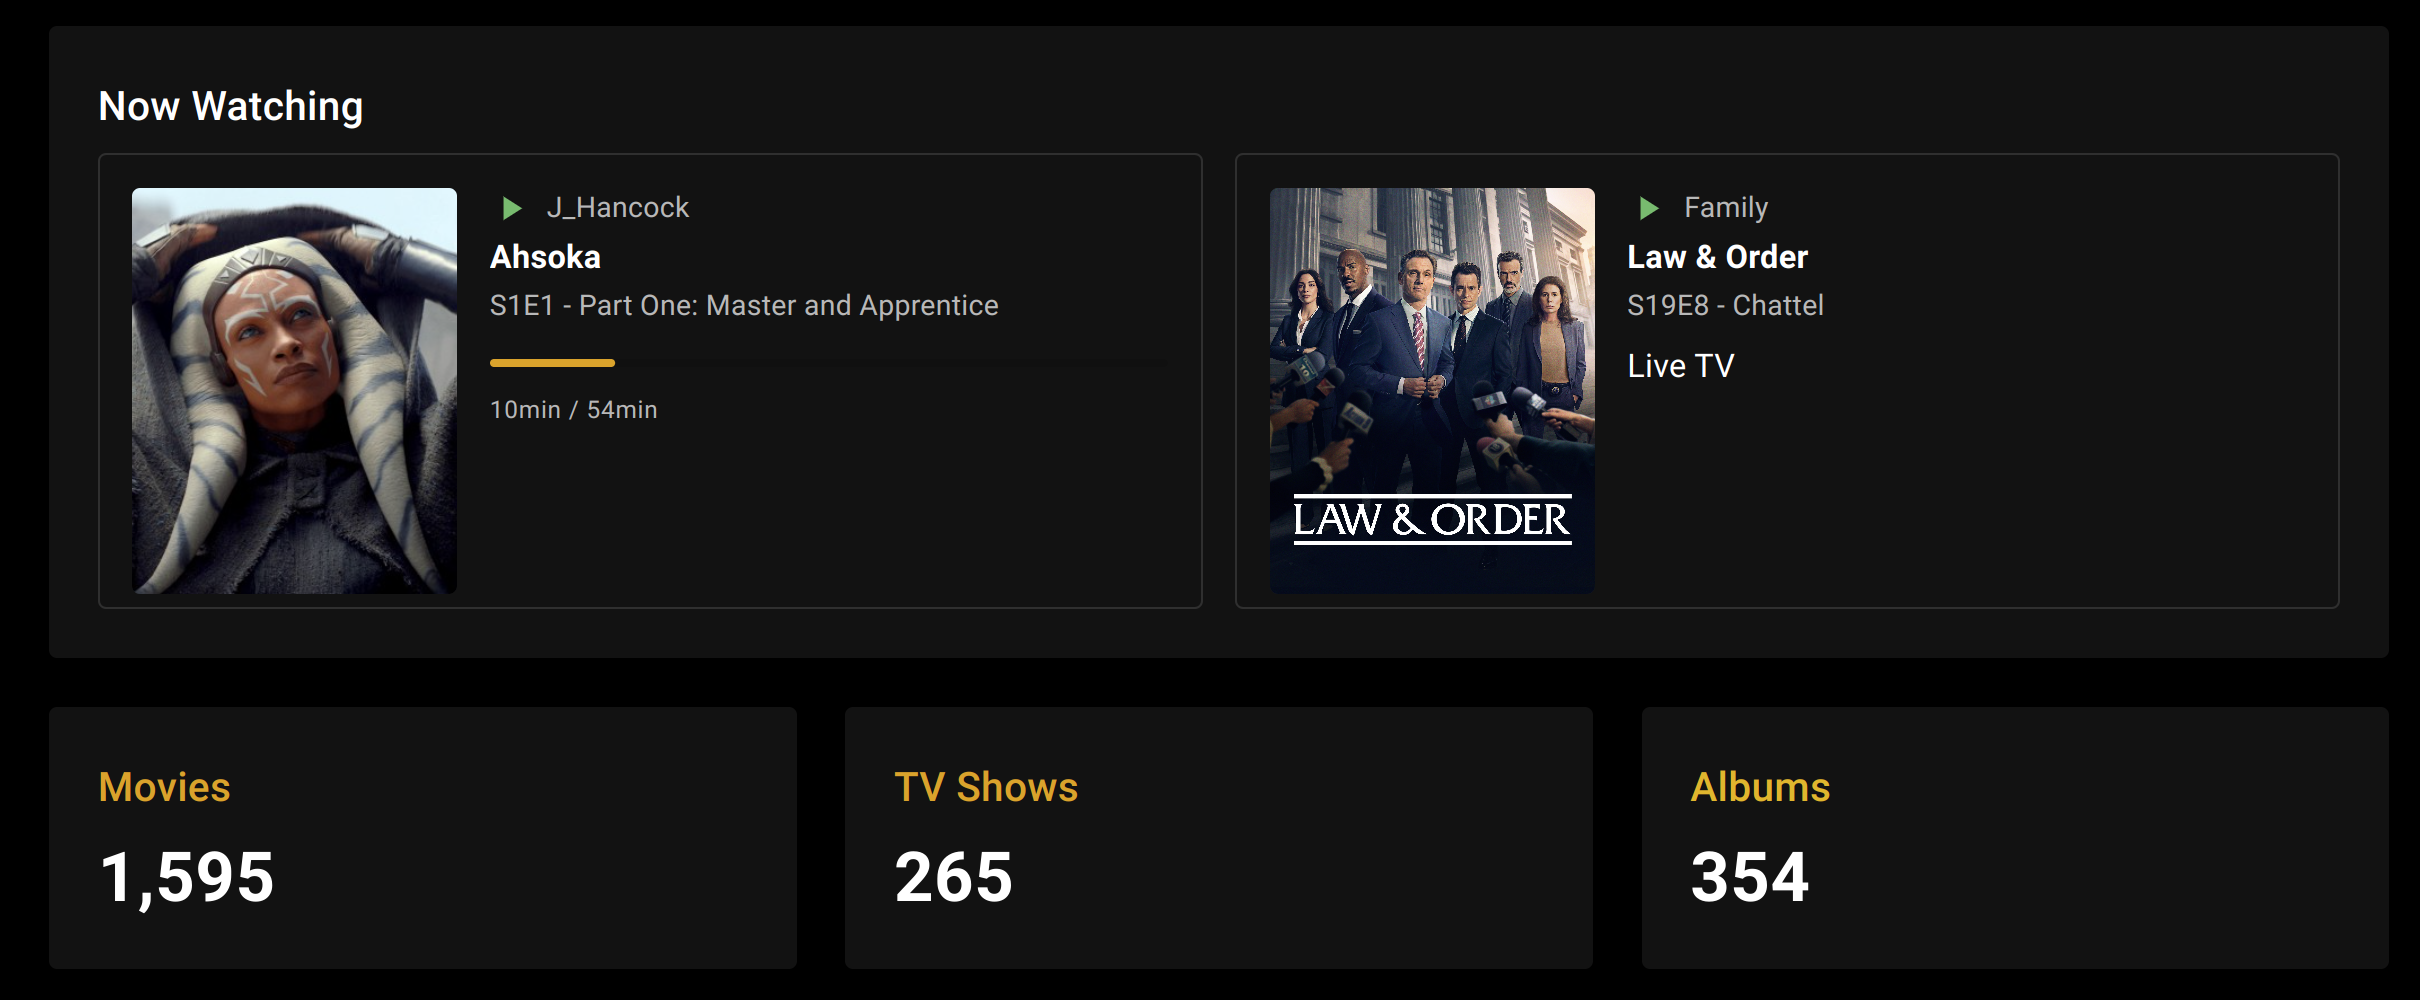 Now Watching
J_Hancock
Ahsoka
S1E1 - Part One: Master and Apprentice
10min / 54min
LAW & ORDER
Family
Law & Order
S19E8 - Chattel
Live TV
Movies
1,595
TV Shows
265
Albums
354